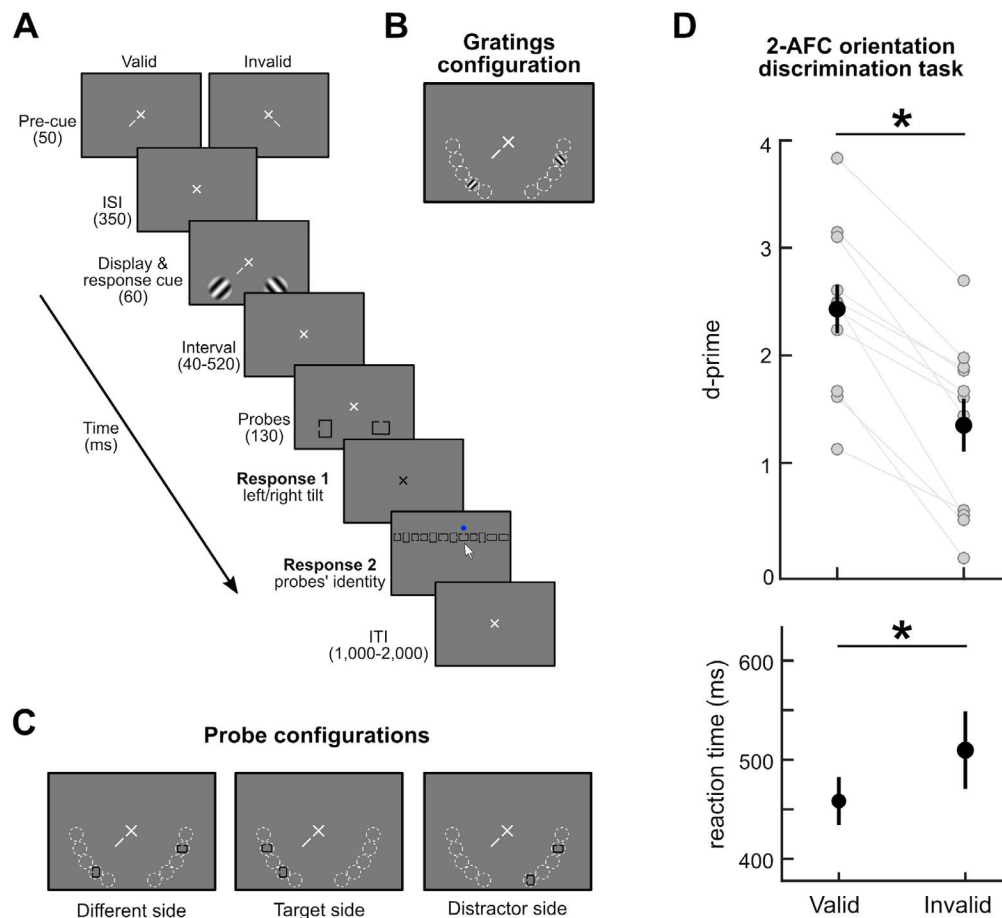 A
Valid
Invalid
Pre-cue
(50)
ISI
(350)
Display &
response cue
(60)
Interval
(40-520)
Probes
(130)
Response 1
left/right tilt
Response 2
probes' identity
ITI
(1,000-2,000)
Time
(ms)
B
Gratings
configuration
C
Probe configurations
Different side
Target side
Distractor side
D
2-AFC orientation
discrimination task
*
4
3
2
1
0
d-prime
*
600
500
400
reaction time (ms)
Valid
Invalid